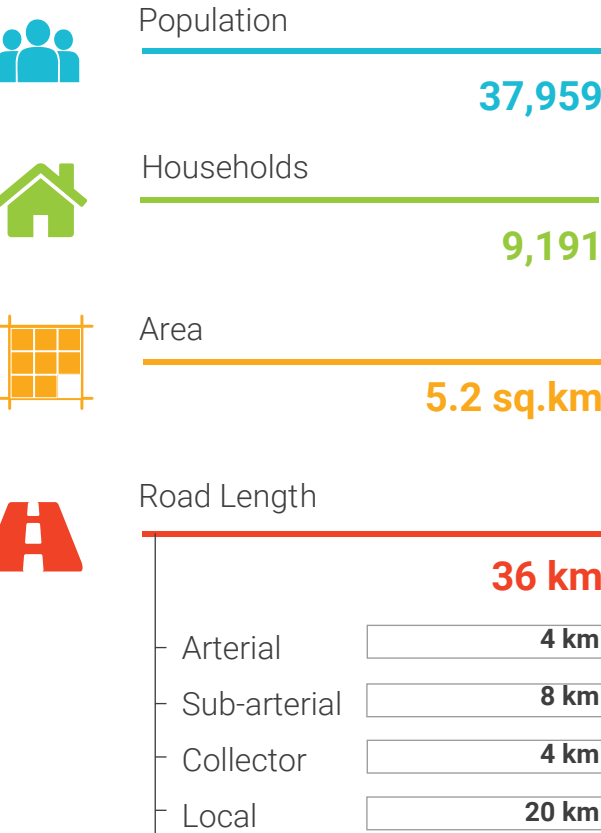 Population
37,959
Households
9,191
Area
5.2 sq.km
Road Length
36 km
Arterial 4 km
Sub-arterial 8 km
Collector 4 km
Local 20 km